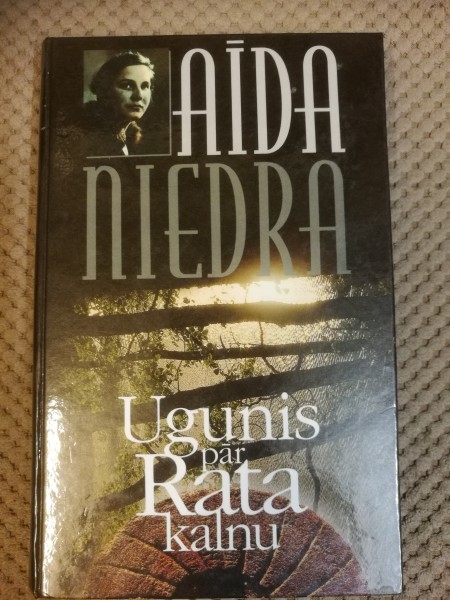 AĪDA
NIEDRA
Ugunis
pār
Rata
kalnu